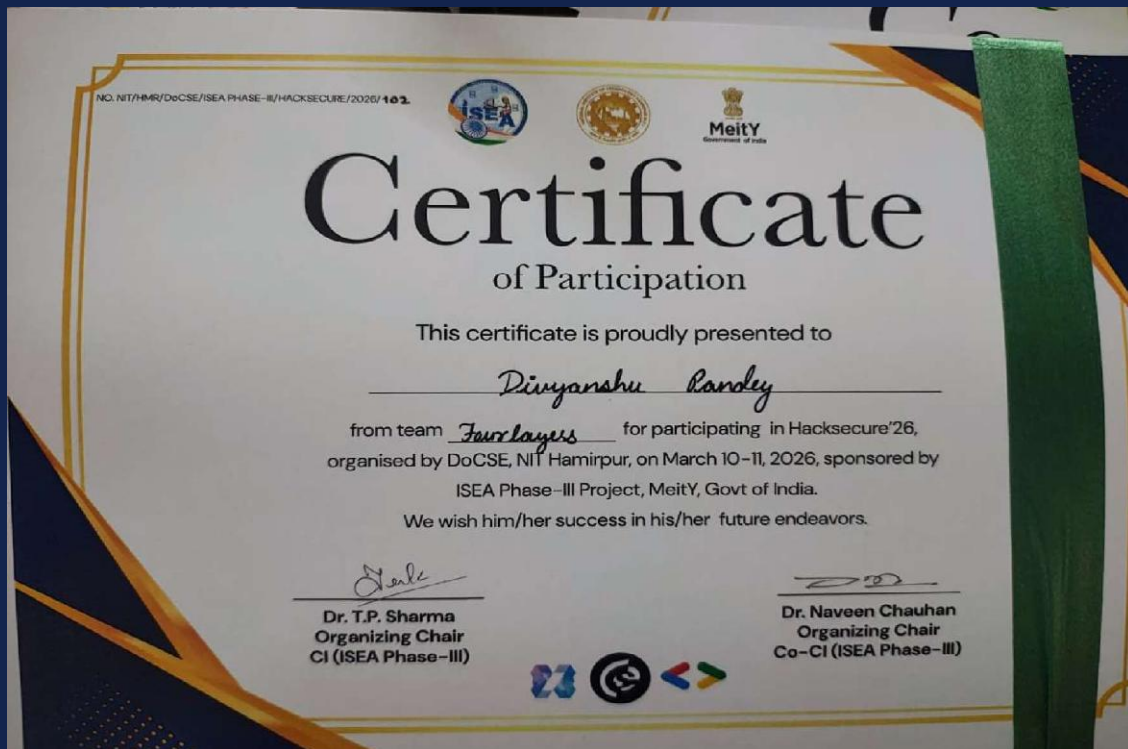 NO. NIT/HMR/DoCSE/ISEA PHASE-III/HACKSECURE/2026/102
iSEA
MeitY
Government of India
Certificate
of Participation
This certificate is proudly presented to
Divyanshu Pandey
from team Fourlayers for participating in Hacksecure'26,
organised by DoCSE, NIT Hamirpur, on March 10-11, 2026, sponsored by
ISEA Phase-III Project, MeitY, Govt of India.
We wish him/her success in his/her future endeavors.
Dr. T.P. Sharma
Organizing Chair
CI (ISEA Phase-III)
Dr. Naveen Chauhan
Organizing Chair
Co-CI (ISEA Phase-III)